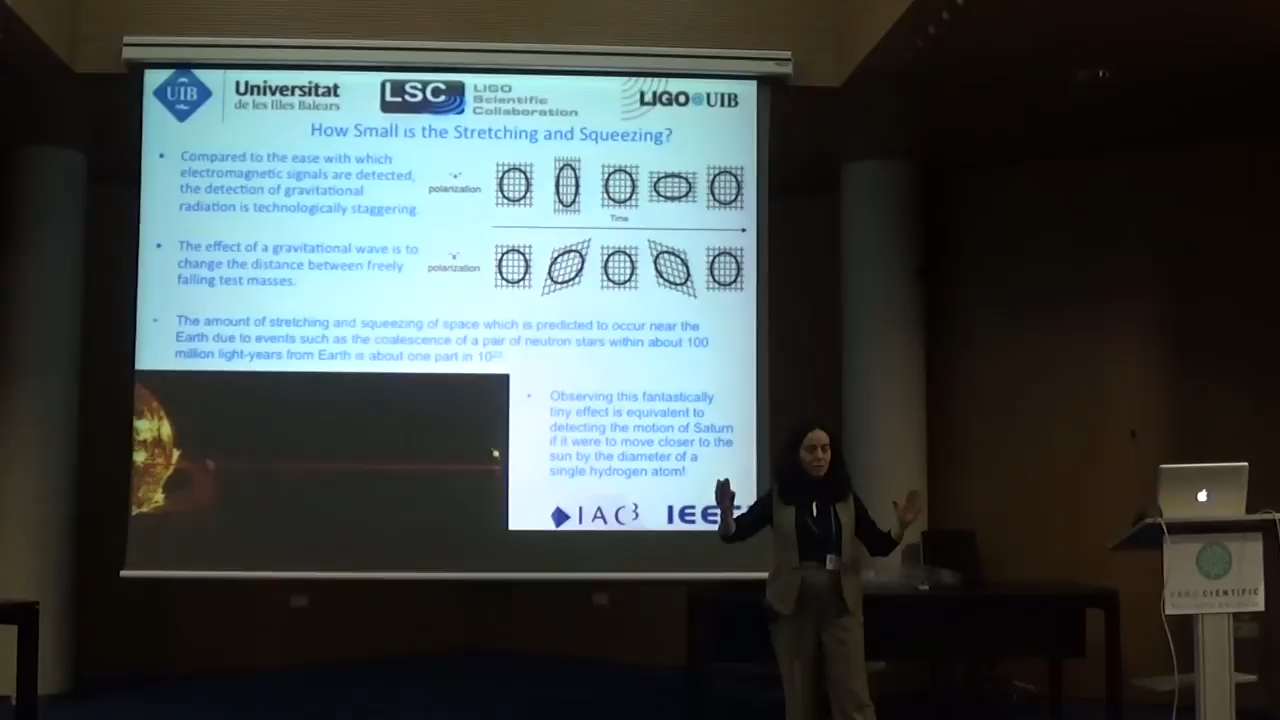 UIB
Universitat
de les Illes Balears
LSC
LIGO
Scientific
Collaboration
LIGO@UIB
How Small is the Stretching and Squeezing?
• Compared to the ease with which
electromagnetic signals are detected,
the detection of gravitational
radiation is technologically staggering.
"+"
polarization
Time
• The effect of a gravitational wave is to
change the distance between freely
falling test masses.
"x"
polarization
• The amount of stretching and squeezing of space which is predicted to occur near the
Earth due to events such as the coalescence of a pair of neutron stars within about 100
million light-years from Earth is about one part in 10
• Observing this fantastically
tiny effect is equivalent to
detecting the motion of Saturn
if it were to move closer to the
sun by the diameter of a
single hydrogen atom!
IAC3
IEE
PARC CIENTIFIC